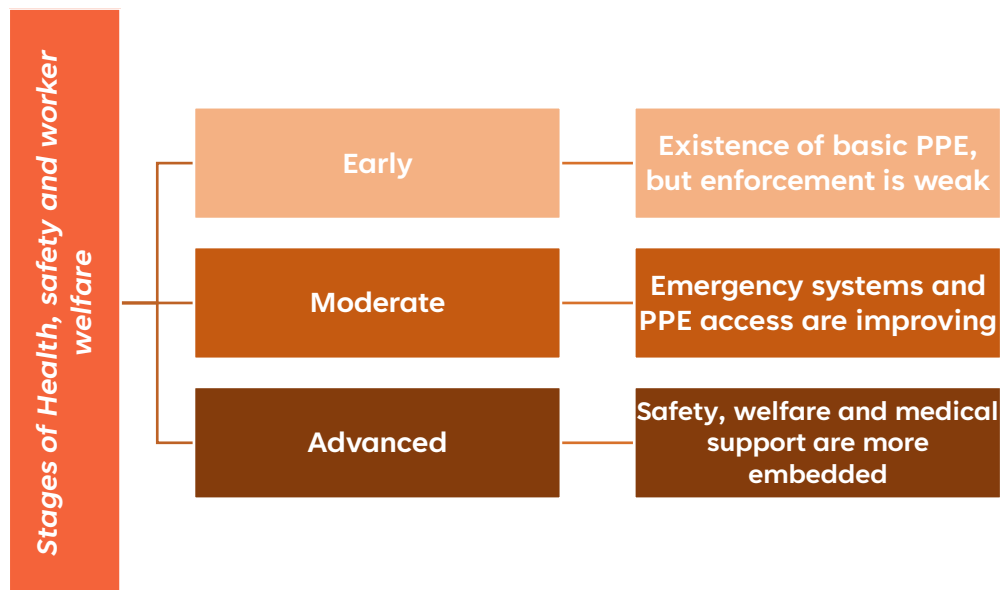 Stages of Health, safety and worker
welfare
Early
Existence of basic PPE,
but enforcement is weak
Moderate
Emergency systems and
PPE access are improving
Advanced
Safety, welfare and medical
support are more
embedded